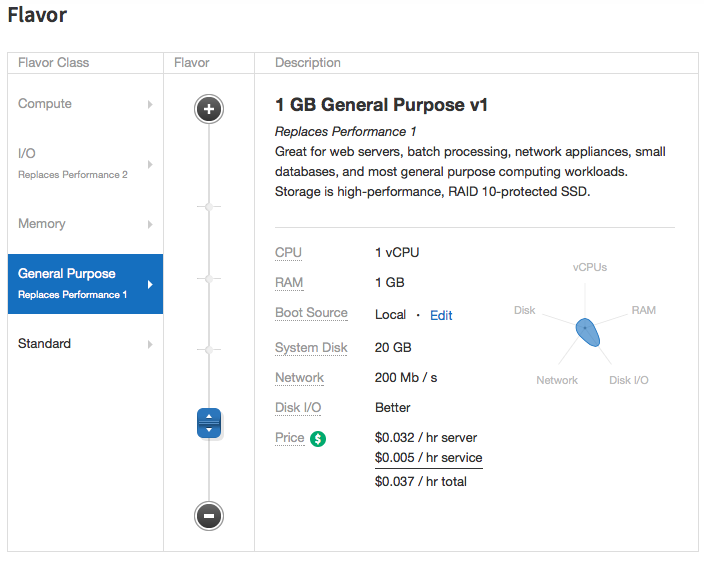 Flavor
Flavor Class
Flavor
Description
Compute
I/O
Replaces Performance 2
Memory
General Purpose
Replaces Performance 1
Standard
1 GB General Purpose v1
Replaces Performance 1
Great for web servers, batch processing, network appliances, small
databases, and most general purpose computing workloads.
Storage is high-performance, RAID 10-protected SSD.
CPU 1 vCPU
RAM 1 GB
Boot Source Local · Edit
System Disk 20 GB
Network 200 Mb / s
Disk I/O Better
Price $ $0.032 / hr server
$0.005 / hr service
$0.037 / hr total
vCPUs
Disk
RAM
Network
Disk I/O